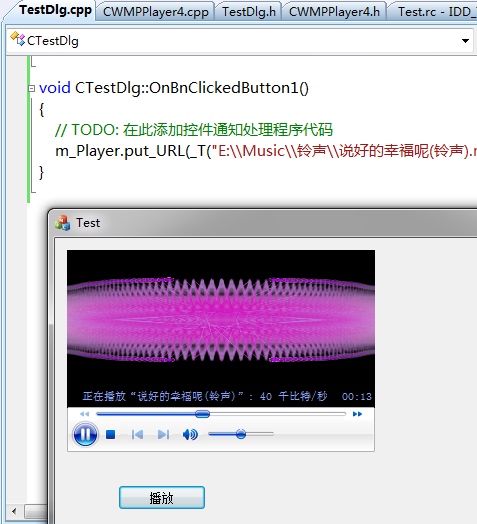 TestDlg.cpp CWMPPlayer4.cpp TestDlg.h CWMPPlayer4.h Test.rc - IDD_
CTestDlg
void CTestDlg::OnBnClickedButton1()
{
// TODO: 在此添加控件通知处理程序代码
m_Player.put_URL(_T("E:\\Music\\铃声\\说好的幸福呢(铃声).
}
Test
正在播放“说好的幸福呢(铃声)”: 40 千比特/秒 00:13
播放